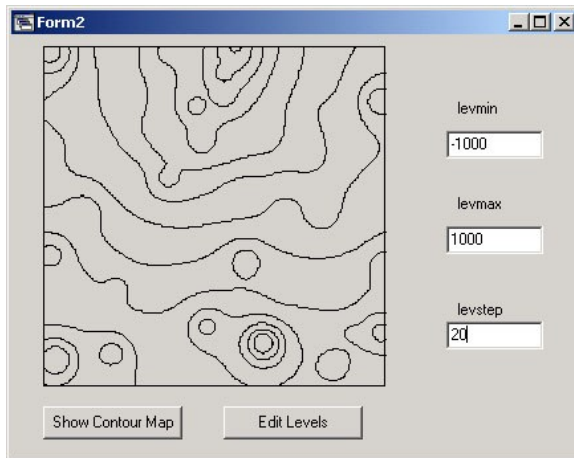 Form2
levmin
-1000
levmax
1000
levstep
20
Show Contour Map
Edit Levels